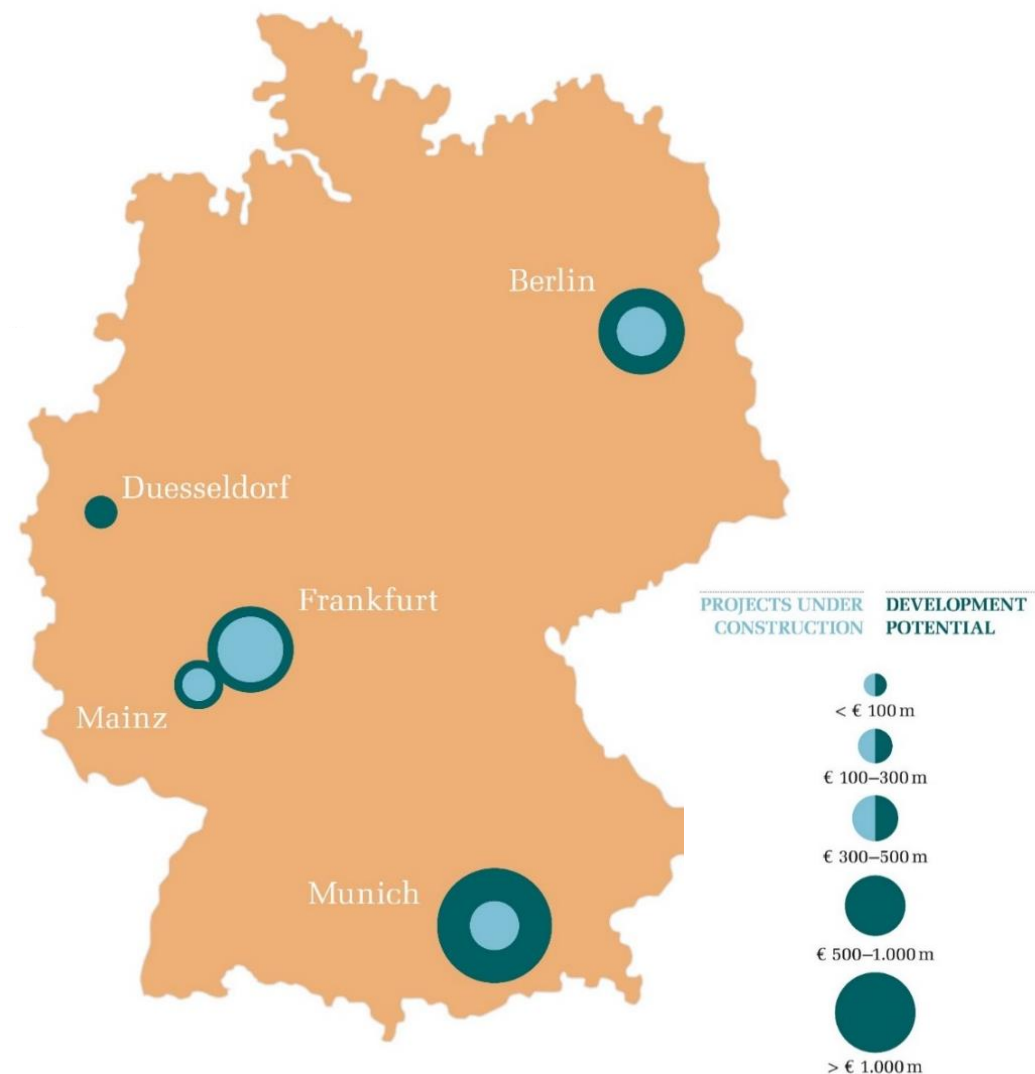 Berlin
Duesseldorf
Frankfurt
Mainz
Munich
PROJECTS UNDER CONSTRUCTION
DEVELOPMENT POTENTIAL
< € 100 m
€ 100–300 m
€ 300–500 m
€ 500–1.000 m
> € 1.000 m